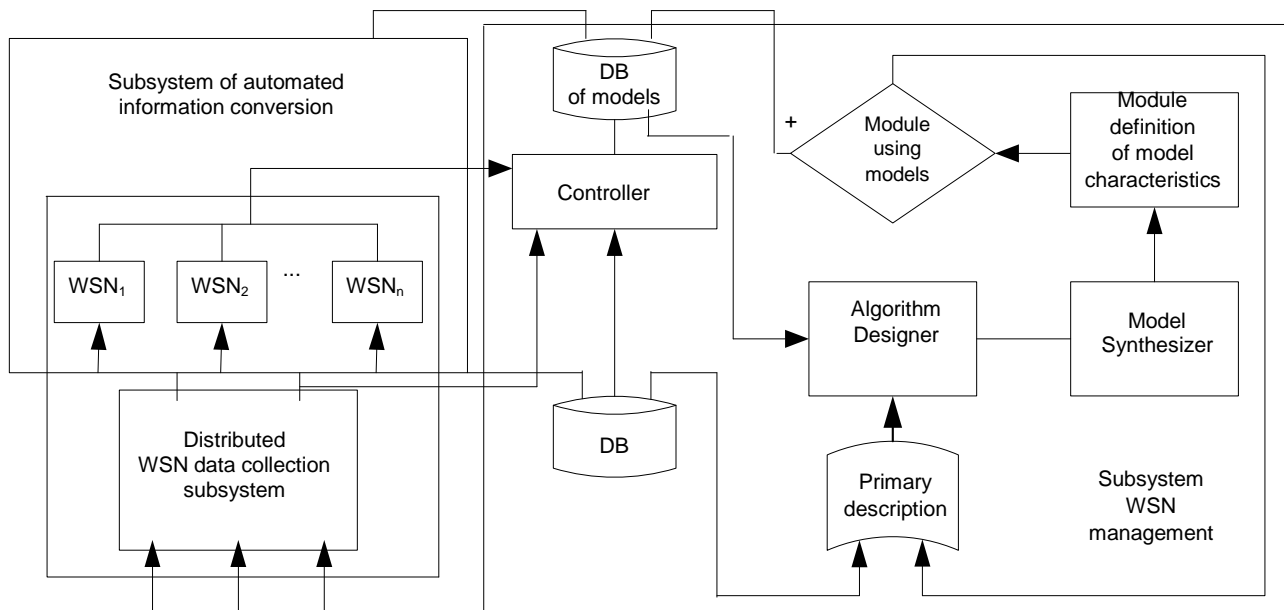 Subsystem of automated
information conversion
DB
of models
+
Module
using
models
Module
definition
of model
characteristics
Controller
WSN₁
WSN₂
...
WSNₙ
Algorithm
Designer
Model
Synthesizer
Distributed
WSN data collection
subsystem
DB
Primary
description
Subsystem
WSN
management